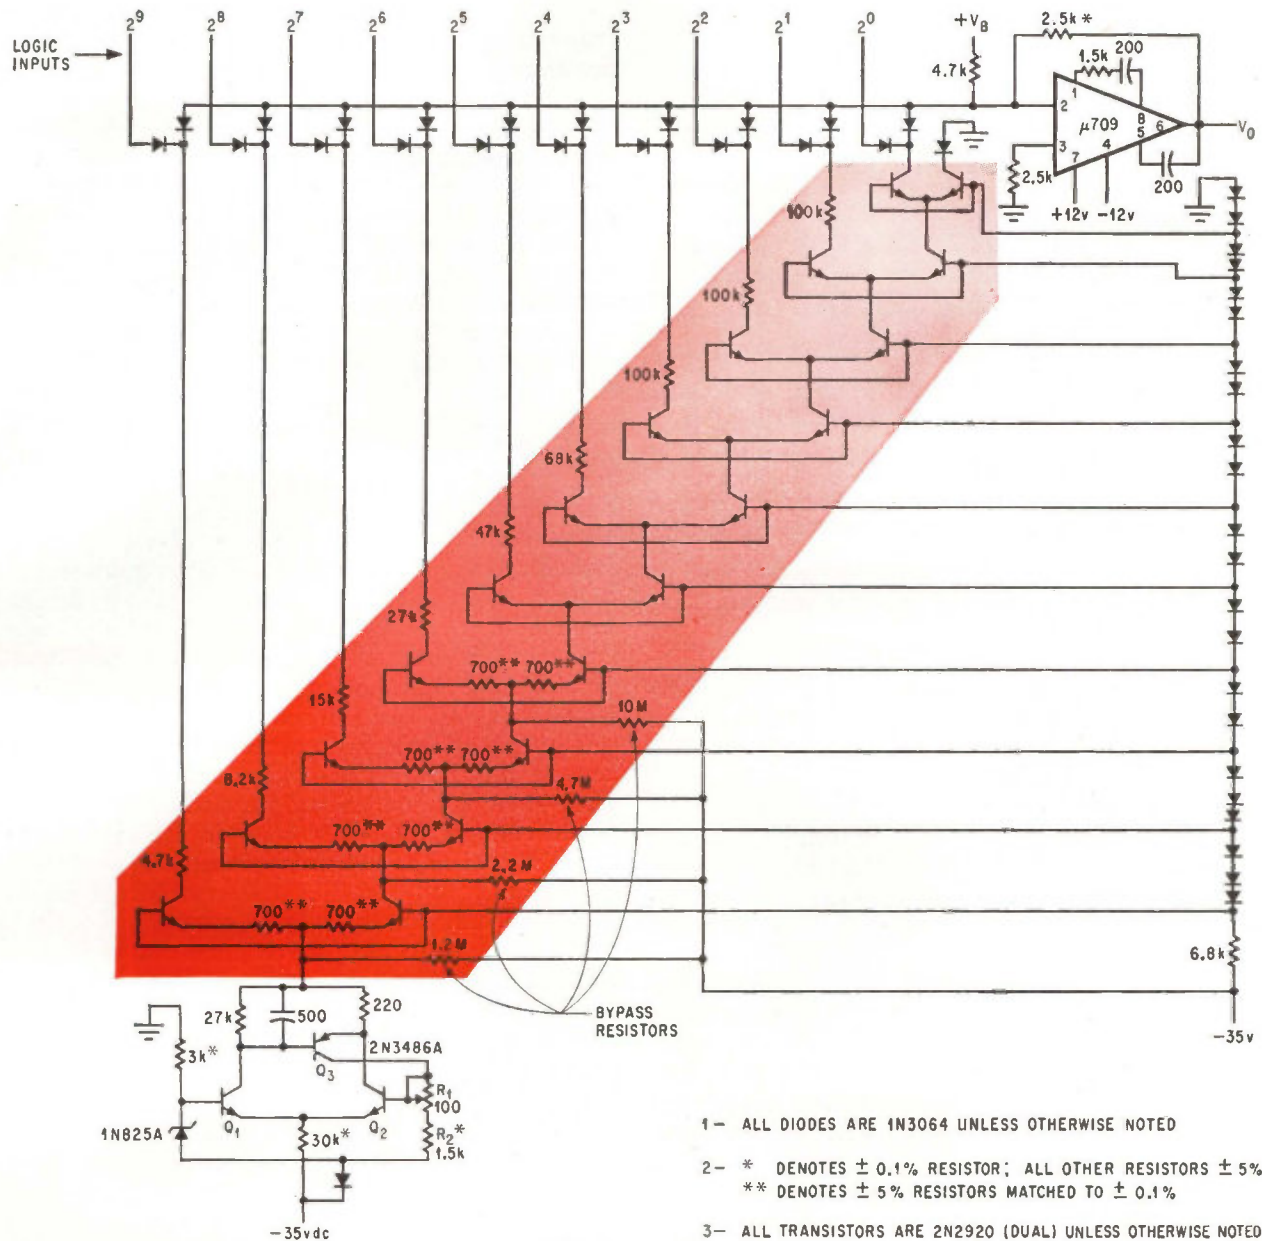 2⁹ 2⁸ 2⁷ 2⁶ 2⁵ 2⁴ 2³ 2² 2¹ 2⁰ +V_B 2.5k*
LOGIC INPUTS
4.7k
1.5k 200
1 2 3 7 4 5 8 6
μ709
V_O
2.5k
200
+12v -12v
100k
100k
100k
68k
47k
27k
700** 700**
15k
10M
700** 700**
8.2k
4.7M
700** 700**
4.7k
2.2M
700** 700**
1.2M
6.8k
BYPASS RESISTORS
-35v
27k 500 220
3k*
2N3486A
Q₃
R₁ 100
1N825A
Q₁ Q₂
30k*
R₂* 1.5k
-35vdc
1- ALL DIODES ARE 1N3064 UNLESS OTHERWISE NOTED
2- * DENOTES ± 0.1% RESISTOR; ALL OTHER RESISTORS ± 5%
** DENOTES ± 5% RESISTORS MATCHED TO ± 0.1%
3- ALL TRANSISTORS ARE 2N2920 (DUAL) UNLESS OTHERWISE NOTED